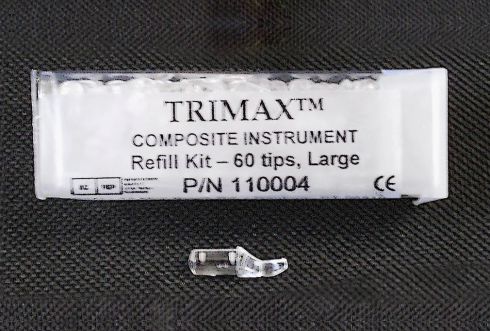 TRIMAX™
COMPOSITE INSTRUMENT
Refill Kit – 60 tips, Large
P/N 110004
CE